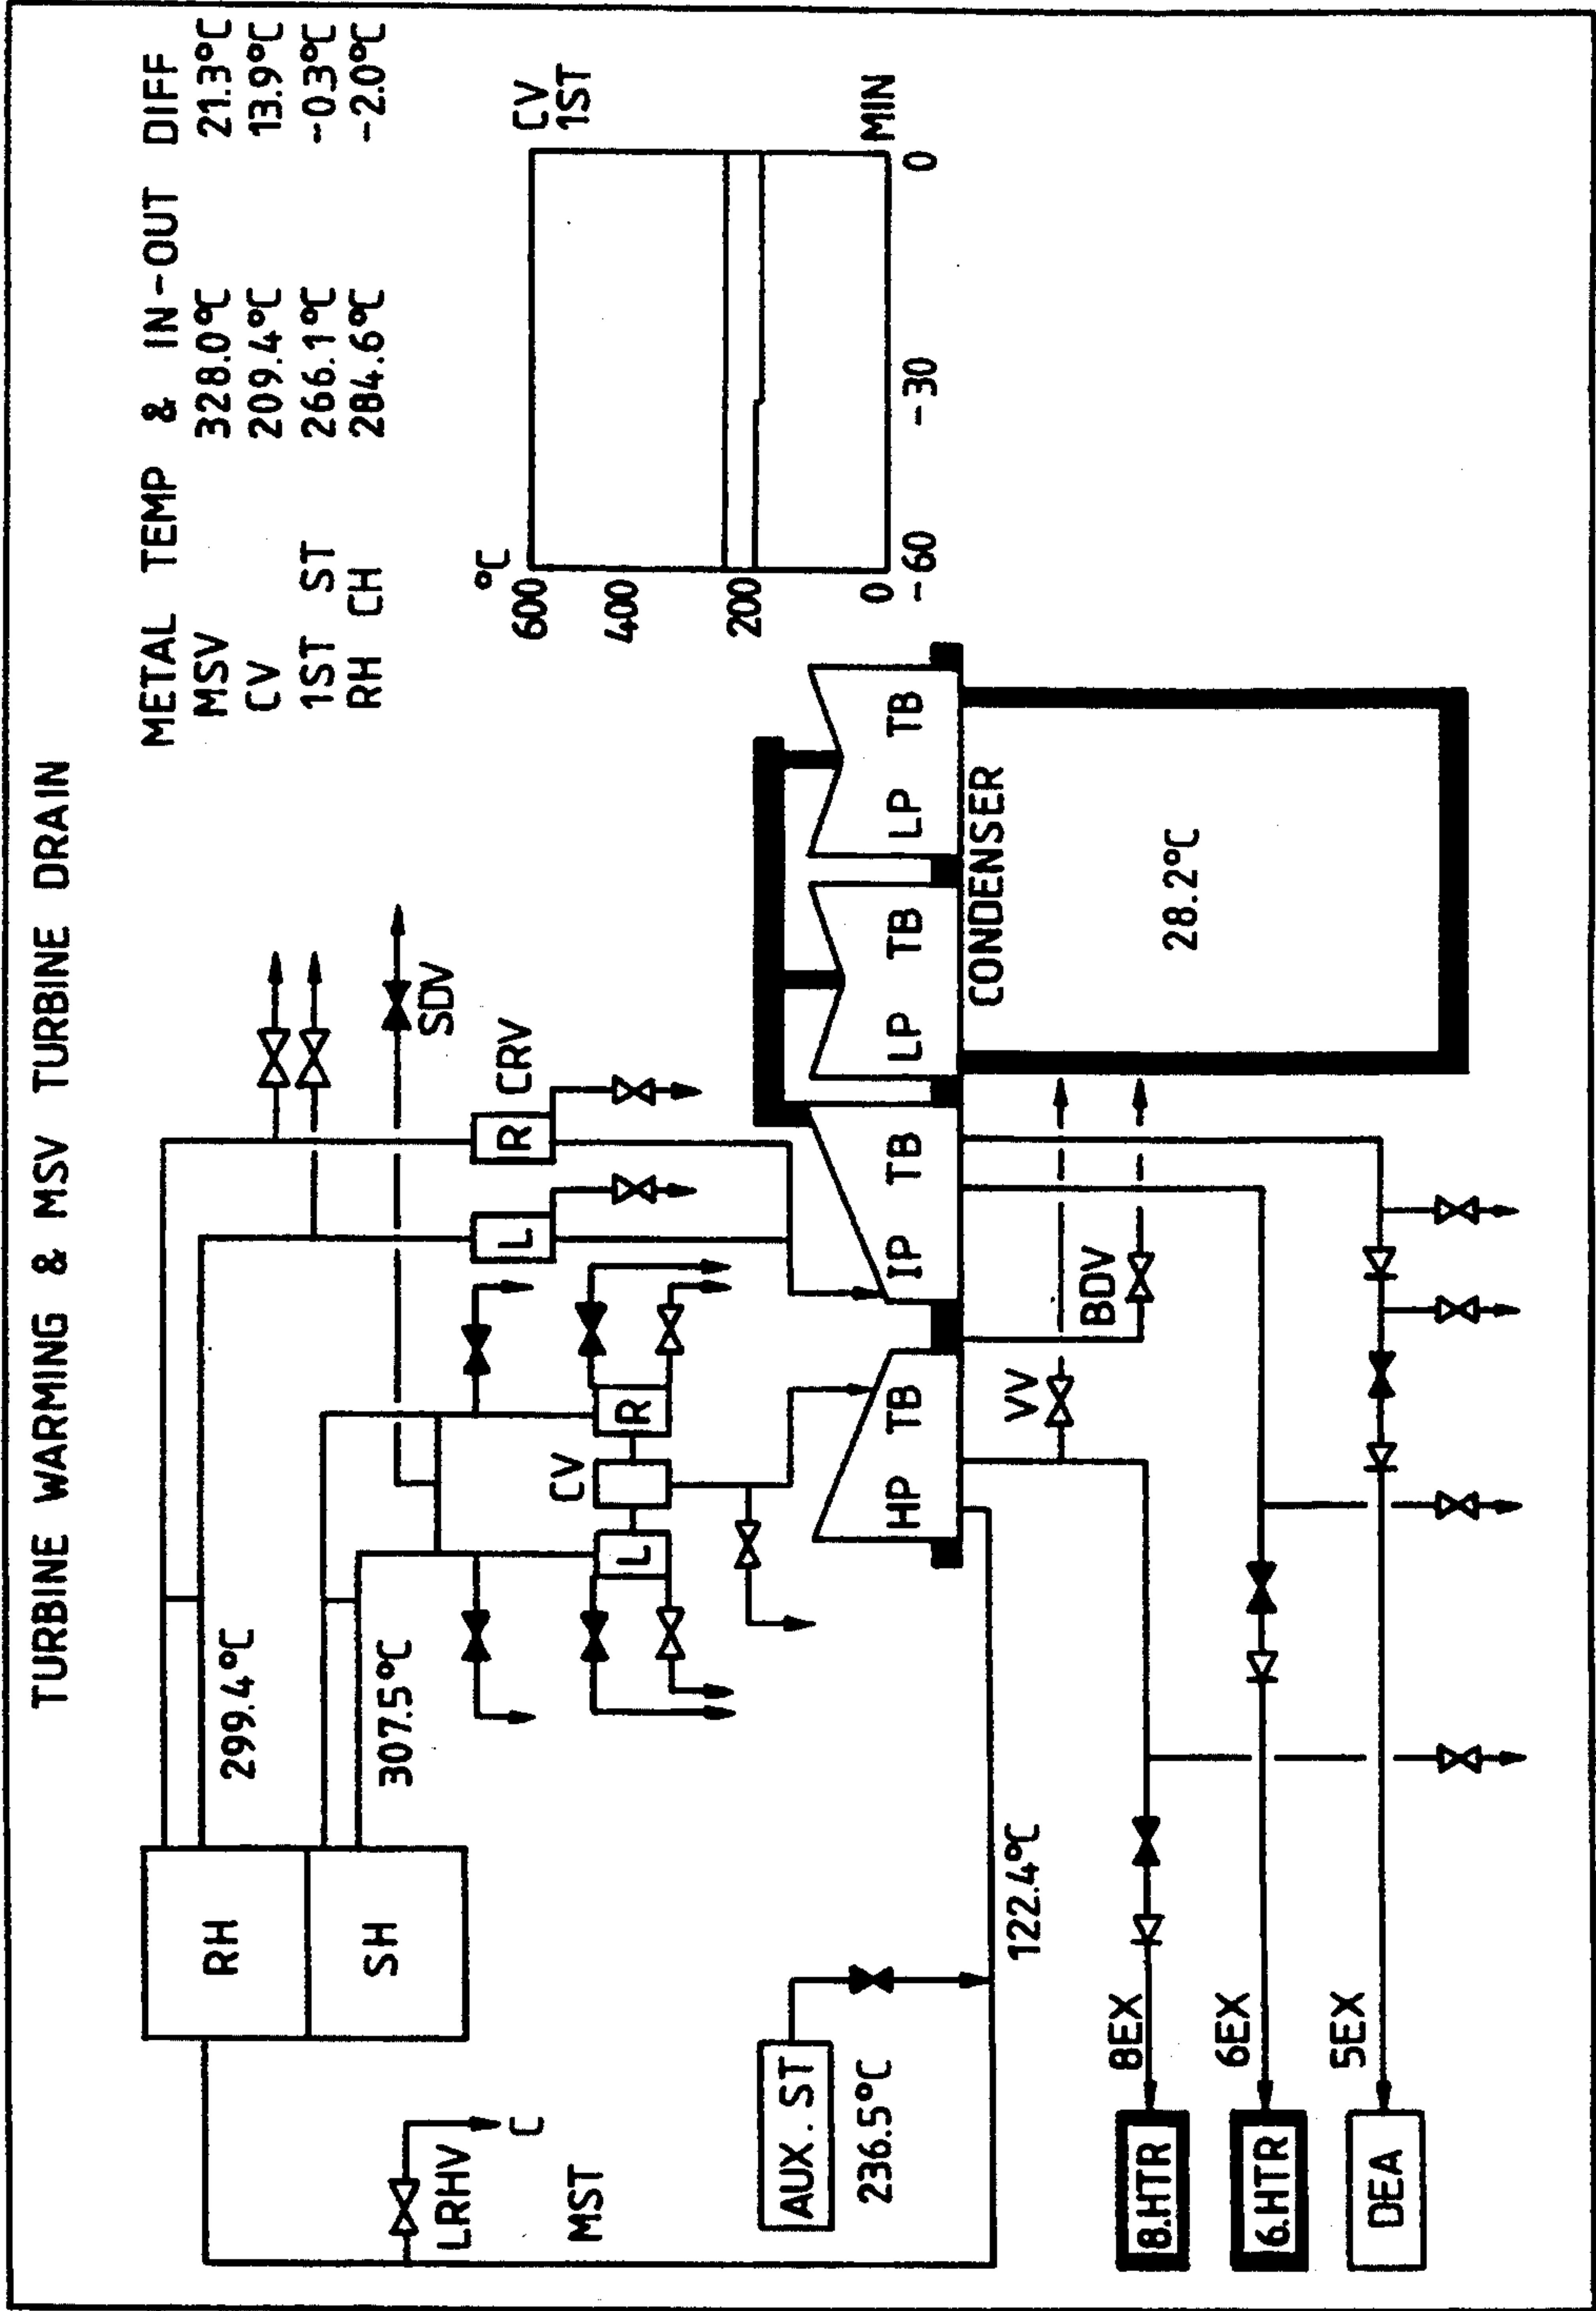 TURBINE WARMING & MSV TURBINE DRAIN
METAL TEMP & IN-OUT DIFF
MSV 328.0°C 21.3°C
CV 209.4°C 13.9°C
1ST ST 266.1°C -0.3°C
RH CH 284.6°C -2.0°C
RH
SH
299.4°C
307.5°C
SDV
LRHV
C
MST
L
R
CRV
L
CV
R
°C
600
400
200
0
-60
-30
0
MIN
CV
1ST
AUX. ST
236.5°C
122.4°C
HP TB
IP TB
LP TB
LP TB
CONDENSER
28.2°C
VV
BDV
8.HTR
8EX
6.HTR
6EX
DEA
5EX